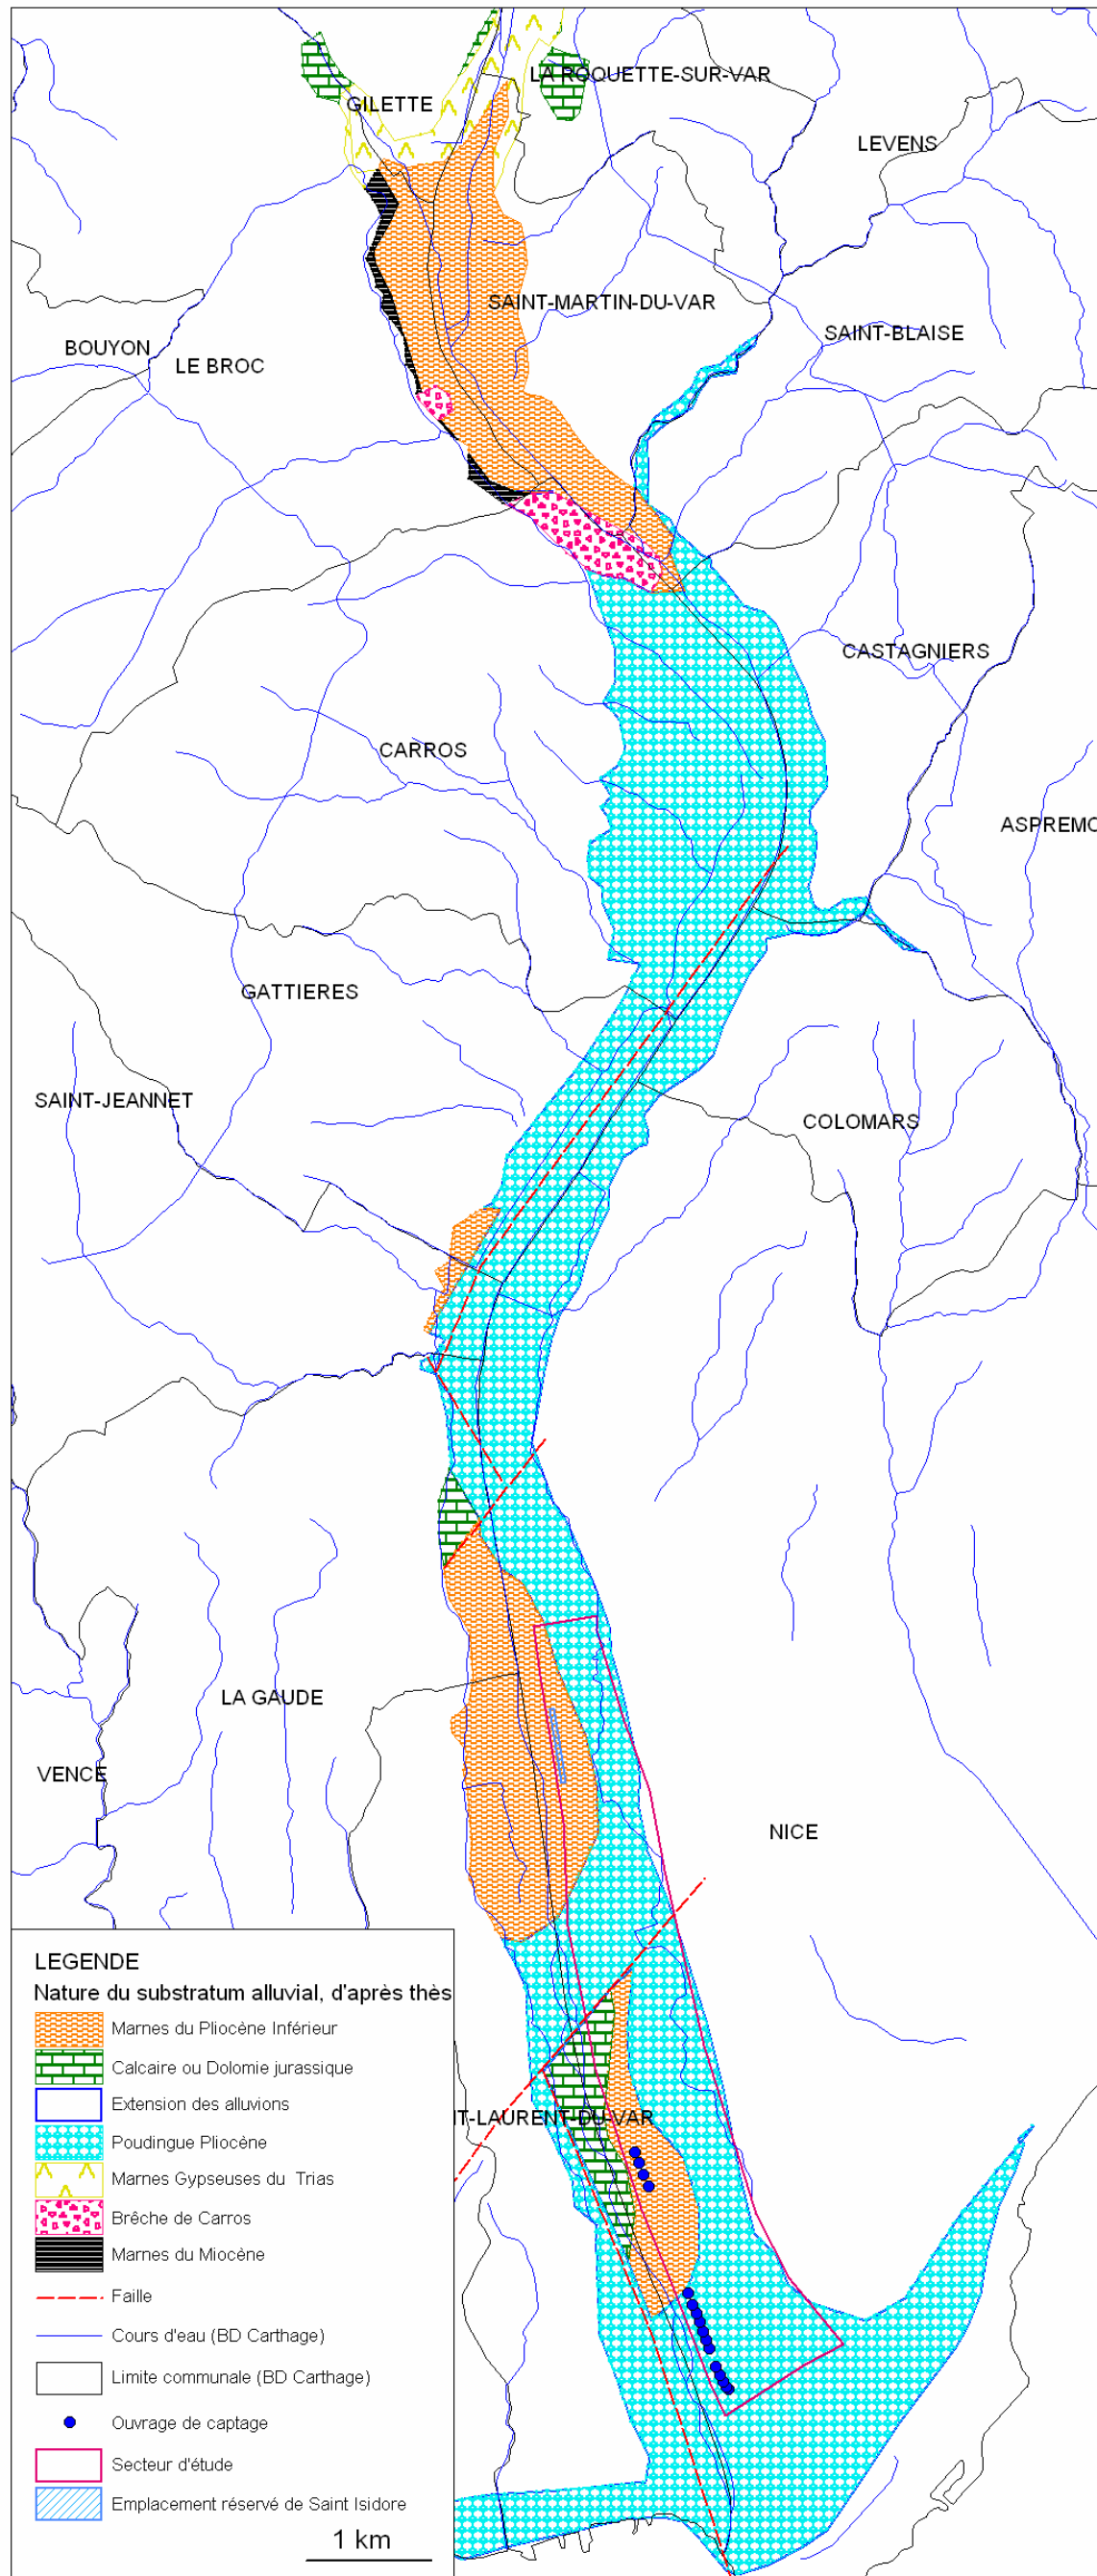 LA ROQUETTE-SUR-VAR
GILETTE
LEVENS
SAINT-MARTIN-DU-VAR
SAINT-BLAISE
BOUYON
LE BROC
CASTAGNIERS
CARROS
ASPREMO
GATTIERES
SAINT-JEANNET
COLOMARS
LA GAUDE
VENCE
NICE
NT-LAURENT-DU-VAR
LEGENDE
Nature du substratum alluvial, d'après thès
Marnes du Pliocène Inférieur
Calcaire ou Dolomie jurassique
Extension des alluvions
Poudingue Pliocène
Marnes Gypseuses du Trias
Brêche de Carros
Marnes du Miocène
Faille
Cours d'eau (BD Carthage)
Limite communale (BD Carthage)
Ouvrage de captage
Secteur d'étude
Emplacement réservé de Saint Isidore
1 km